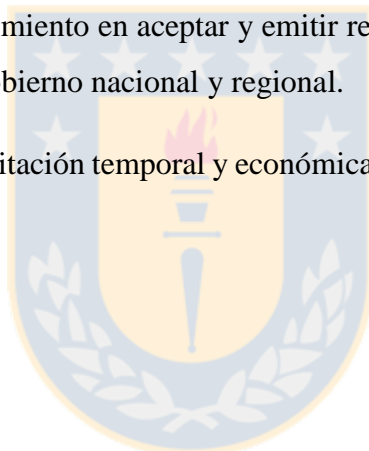 miento en aceptar y emitir re
bierno nacional y regional.
itación temporal y económica